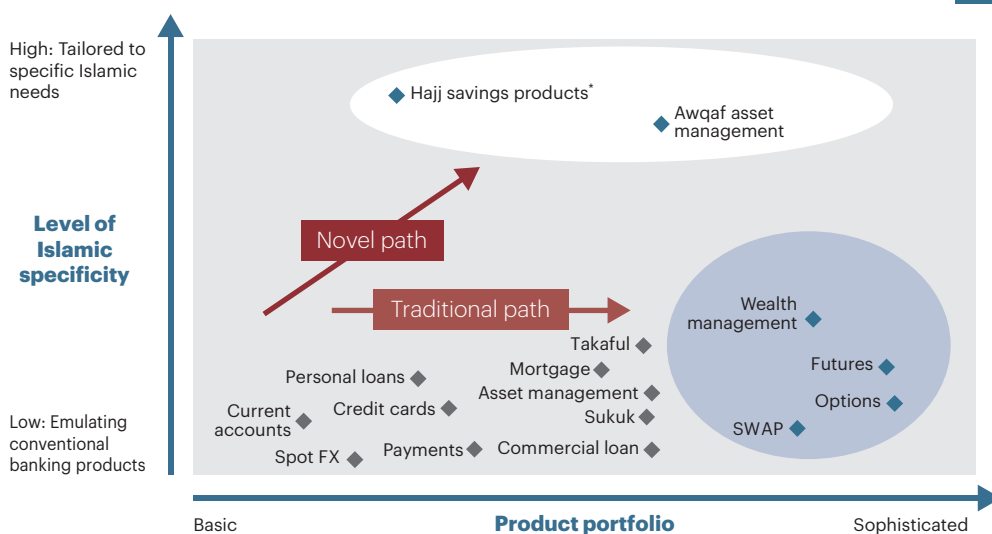 High: Tailored to
specific Islamic
needs
Hajj savings products*
Awqaf asset
management
Level of
Islamic
specificity
Novel path
Traditional path
Wealth
management
Takaful
Mortgage
Futures
Personal loans
Asset management
Options
Current
accounts
Credit cards
Sukuk
SWAP
Low: Emulating
conventional
banking products
Spot FX
Payments
Commercial loan
Basic
Product portfolio
Sophisticated